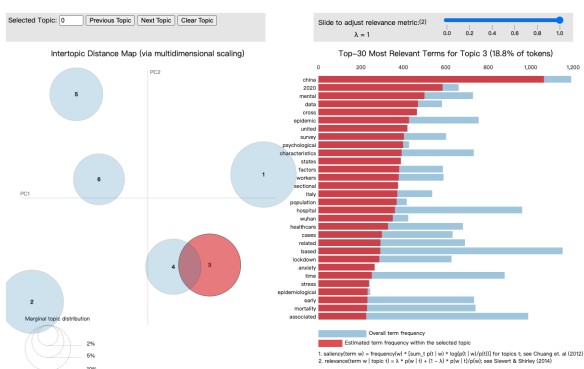 Selected Topic: 0 Previous Topic Next Topic Clear Topic
Slide to adjust relevance metric:(2)
λ = 1
0.0 0.2 0.4 0.6 0.8 1.0
Intertopic Distance Map (via multidimensional scaling)
PC2
PC1
5
6
1
4
3
2
Marginal topic distribution
2%
5%
10%
Top-30 Most Relevant Terms for Topic 3 (18.8% of tokens)
0 200 400 600 800 1,000 1,200
china
2020
mental
data
cross
epidemic
united
survey
psychological
characteristics
states
factors
workers
sectional
italy
population
hospital
wuhan
healthcare
cases
related
based
lockdown
anxiety
time
stress
epidemiological
early
mortality
associated
Overall term frequency
Estimated term frequency within the selected topic
1. saliency(term w) = frequency(w) * [sum_t p(t | w) * log(p(t | w)/p(t))] for topics t; see Chuang et. al (2012)
2. relevance(term w | topic t) = λ * p(w | t) + (1 - λ) * p(w | t)/p(w); see Sievert & Shirley (2014)